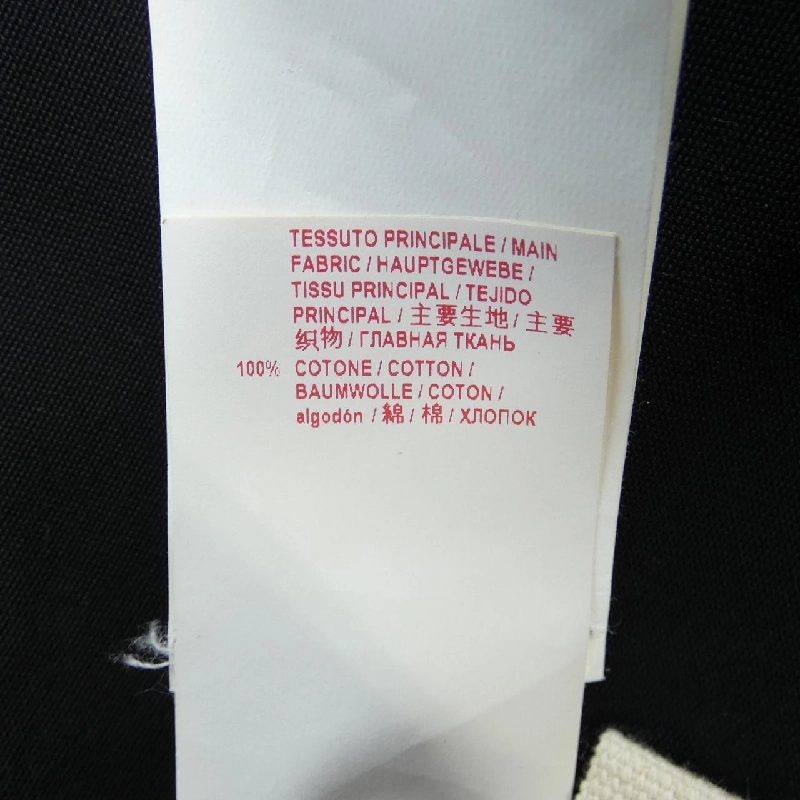 TESSUTO PRINCIPALE / MAIN
FABRIC / HAUPTGEWEBE /
TISSU PRINCIPAL / TEJIDO
PRINCIPAL / 主要生地 / 主要
织物 / ГЛАВНАЯ ТКАНЬ
100% COTONE / COTTON /
BAUMWOLLE / COTON /
algodón / 綿 / 棉 / ХЛОПОК